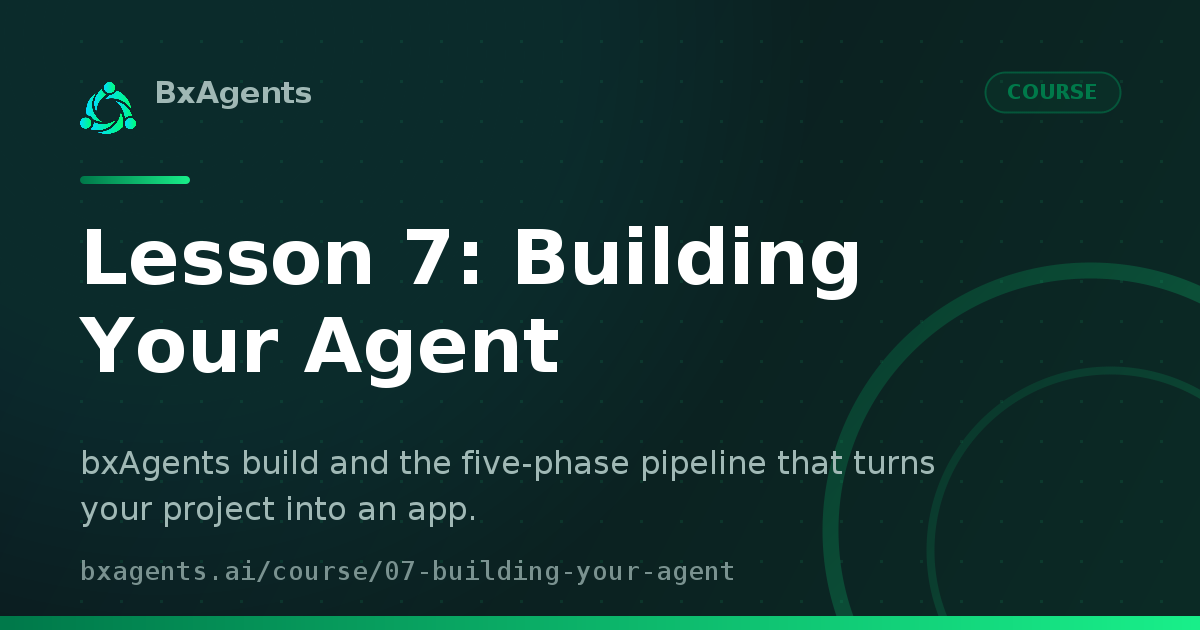 BxAgents
COURSE
Lesson 7: Building
Your Agent
bxAgents build and the five-phase pipeline that turns
your project into an app.
bxagents.ai/course/07-building-your-agent